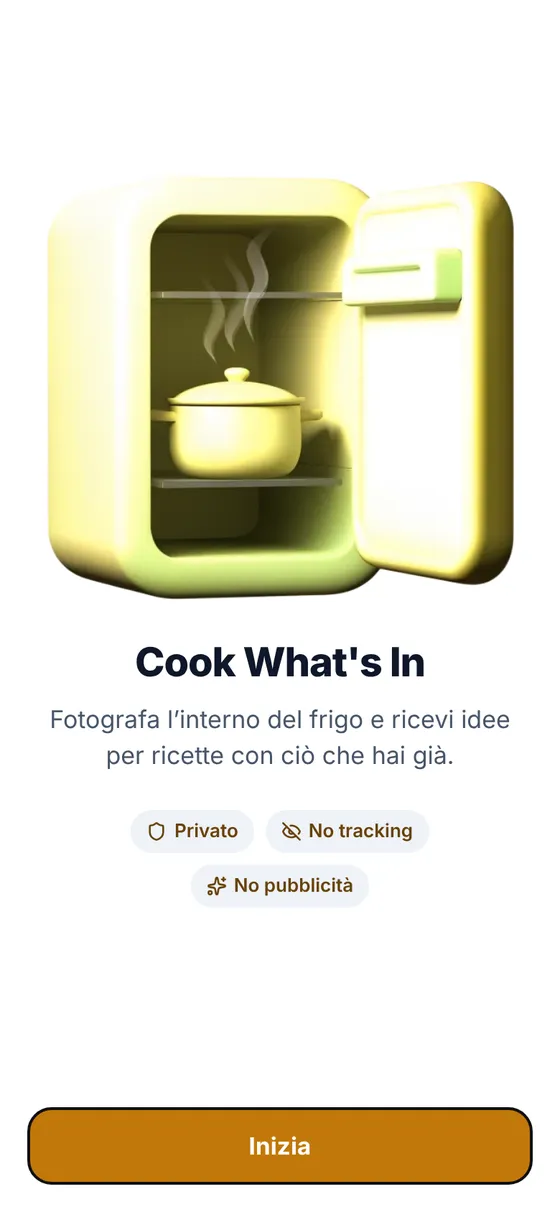 Cook What's In
Fotografa l’interno del frigo e ricevi idee
per ricette con ciò che hai già.
Privato
No tracking
No pubblicità
Inizia